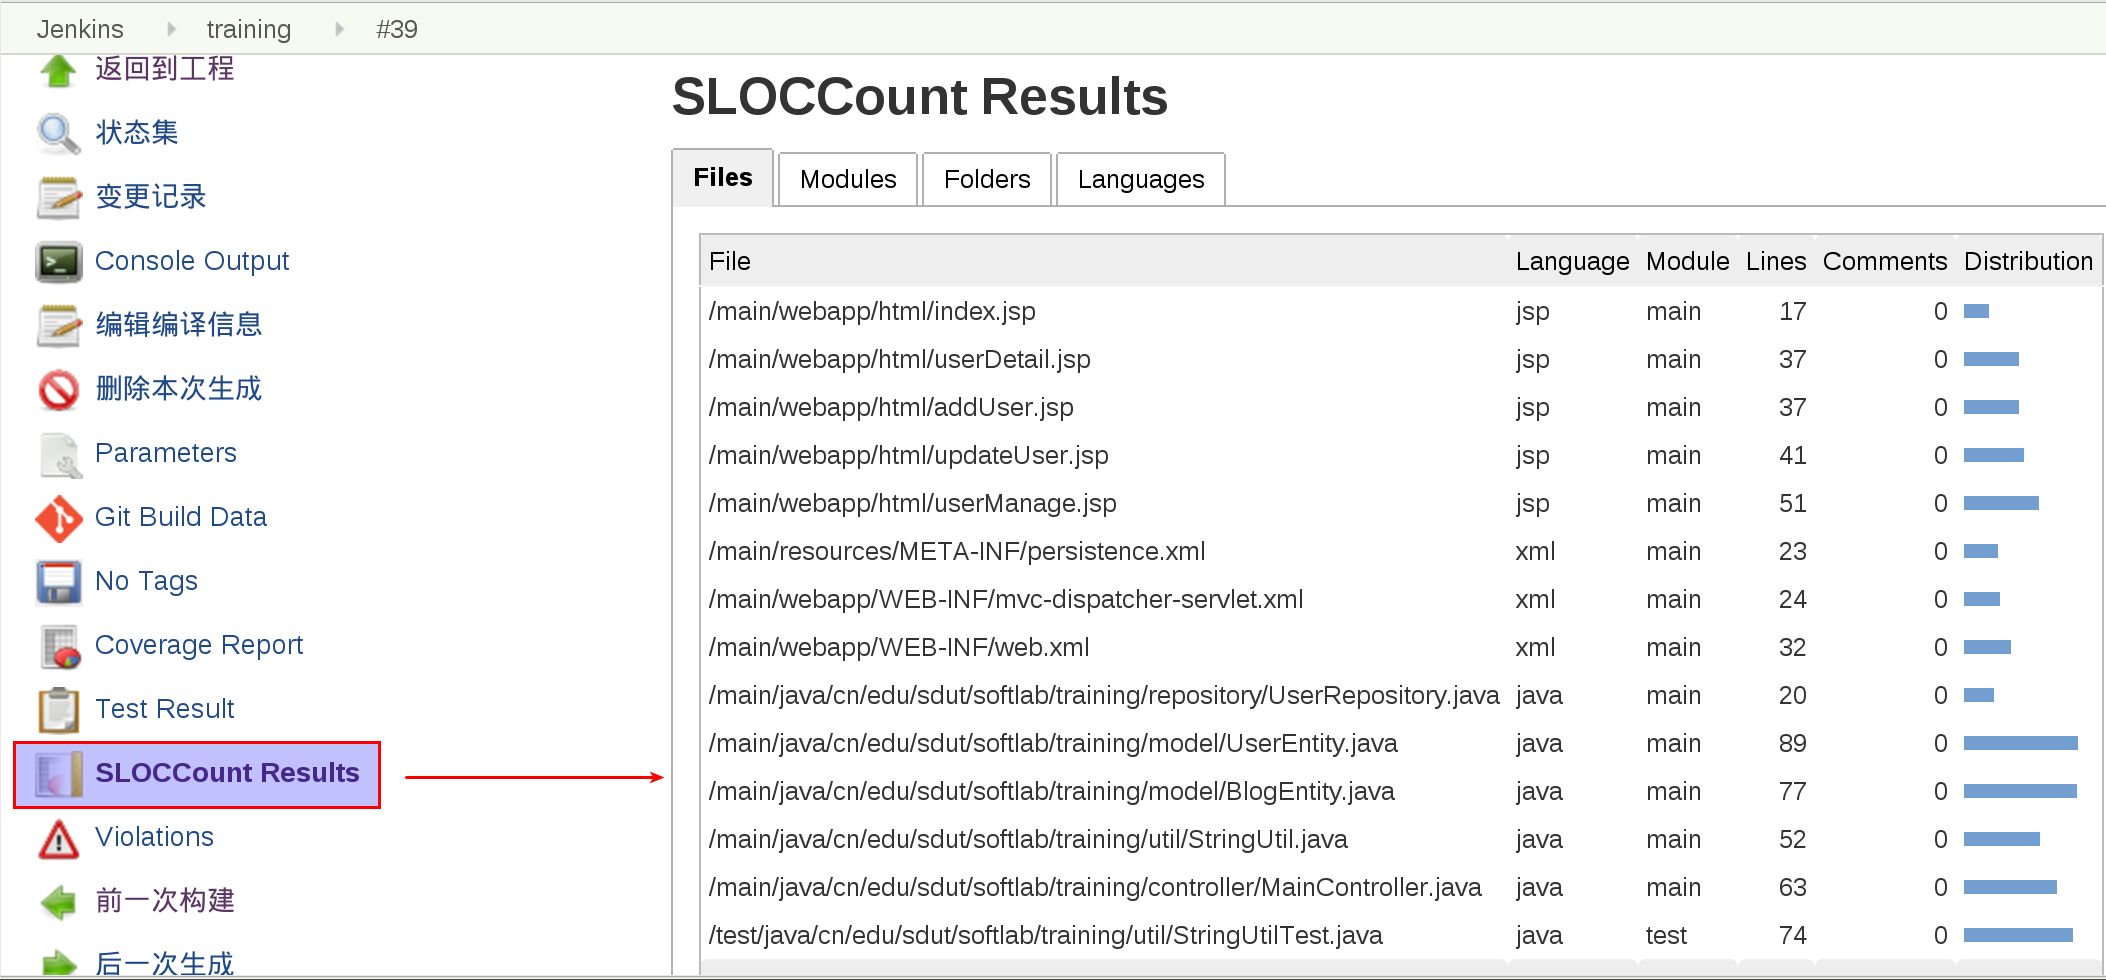 Jenkins training #39
返回到工程
状态集
变更记录
Console Output
编辑编译信息
删除本次生成
Parameters
Git Build Data
No Tags
Coverage Report
Test Result
SLOCCount Results
Violations
前一次构建
后一次生成
SLOCCount Results
Files Modules Folders Languages
File Language Module Lines Comments Distribution
/main/webapp/html/index.jsp jsp main 17 0
/main/webapp/html/userDetail.jsp jsp main 37 0
/main/webapp/html/addUser.jsp jsp main 37 0
/main/webapp/html/updateUser.jsp jsp main 41 0
/main/webapp/html/userManage.jsp jsp main 51 0
/main/resources/META-INF/persistence.xml xml main 23 0
/main/webapp/WEB-INF/mvc-dispatcher-servlet.xml xml main 24 0
/main/webapp/WEB-INF/web.xml xml main 32 0
/main/java/cn/edu/sdut/softlab/training/repository/UserRepository.java java main 20 0
/main/java/cn/edu/sdut/softlab/training/model/UserEntity.java java main 89 0
/main/java/cn/edu/sdut/softlab/training/model/BlogEntity.java java main 77 0
/main/java/cn/edu/sdut/softlab/training/util/StringUtil.java java main 52 0
/main/java/cn/edu/sdut/softlab/training/controller/MainController.java java main 63 0
/test/java/cn/edu/sdut/softlab/training/util/StringUtilTest.java java test 74 0